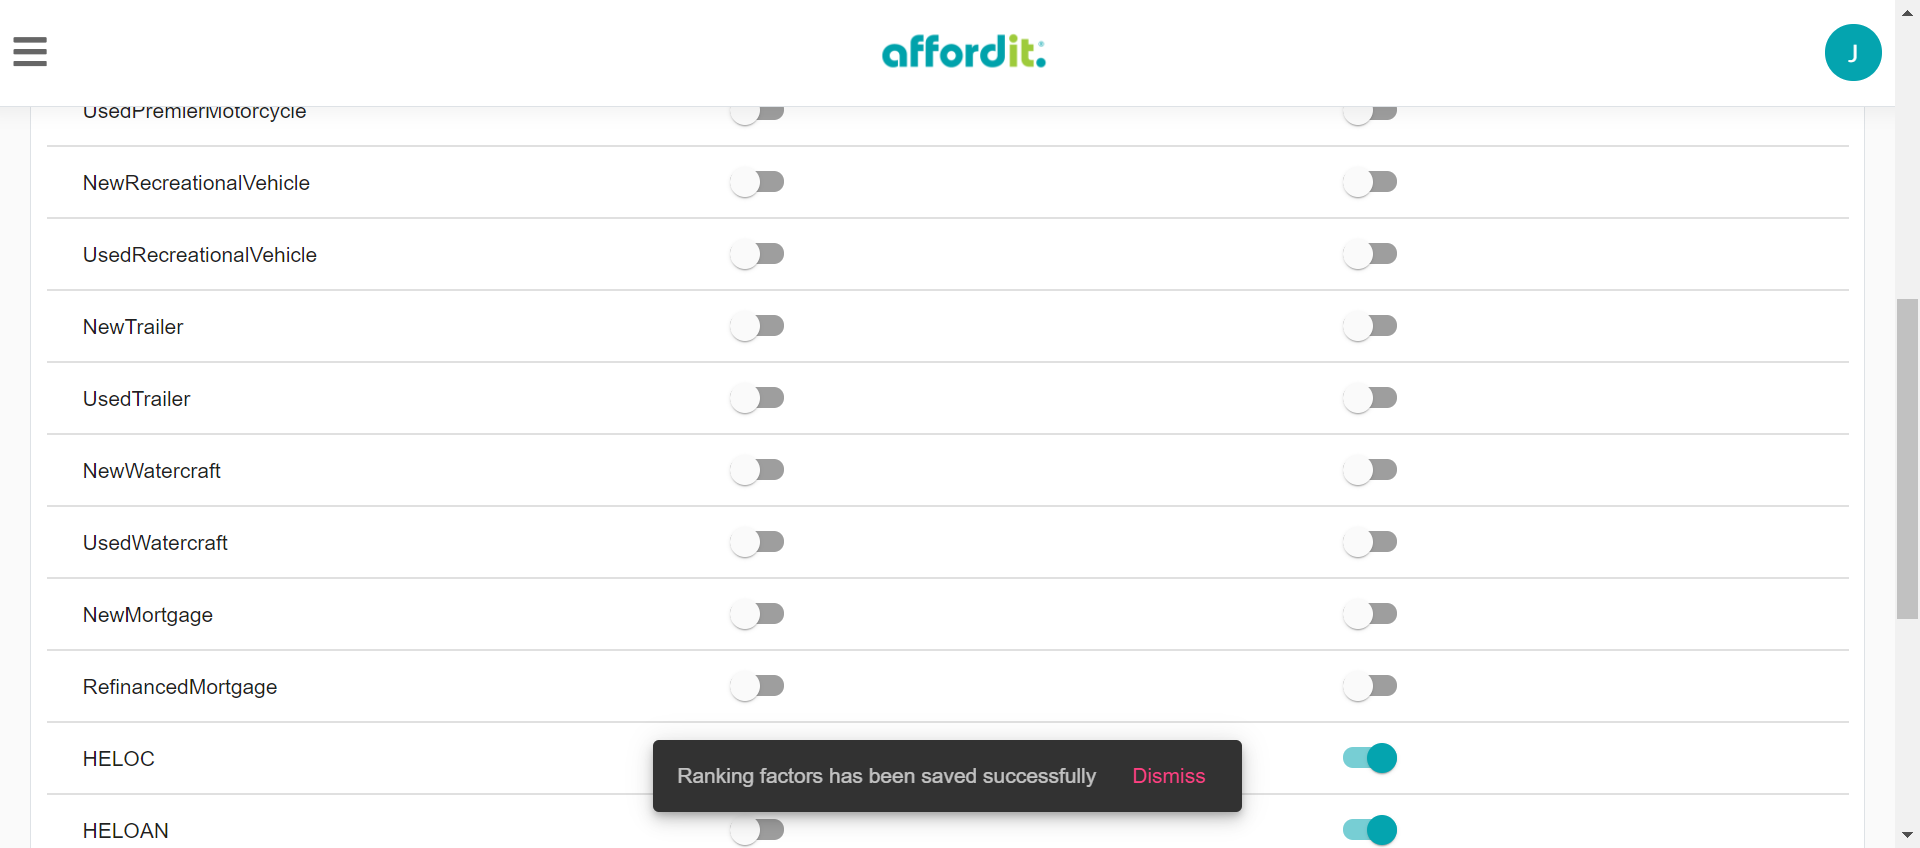 affordit:
J
UsedPremierMotorcycle
NewRecreationalVehicle
UsedRecreationalVehicle
NewTrailer
UsedTrailer
NewWatercraft
UsedWatercraft
NewMortgage
RefinancedMortgage
HELOC
Ranking factors has been saved successfully Dismiss
HELOAN